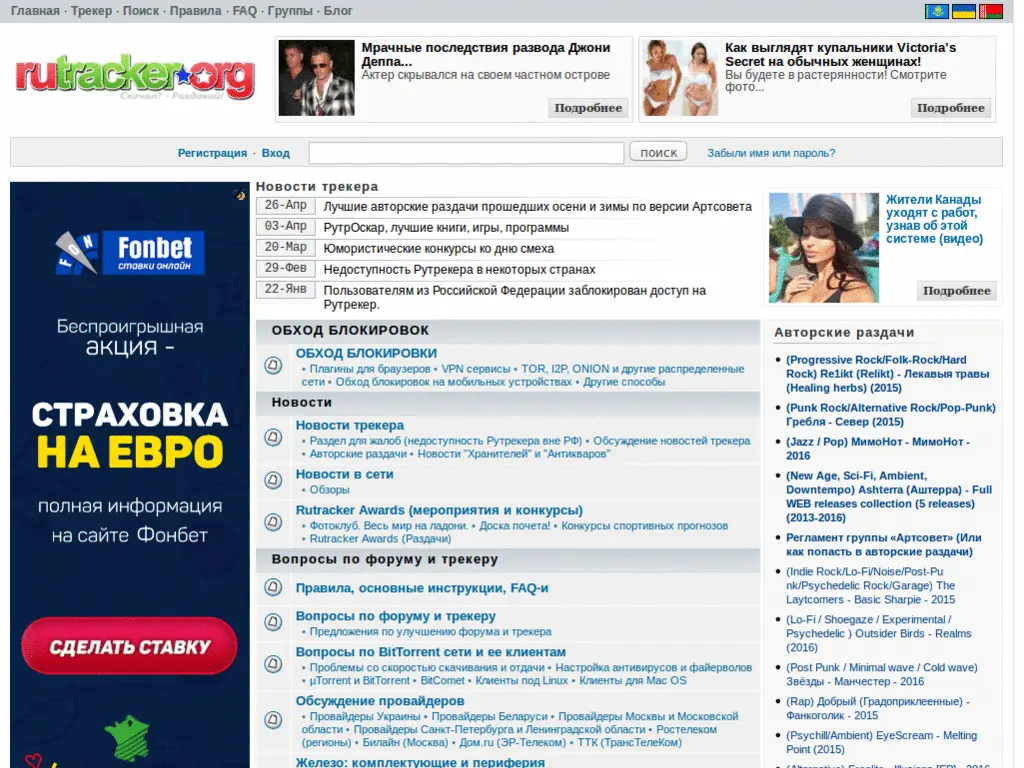 Главная · Трекер · Поиск · Правила · FAQ · Группы · Блог
rutracker.org
Скачал? – Раздавай!
Мрачные последствия развода Джони Деппа...
Актер скрывался на своем частном острове
Подробнее
Как выглядят купальники Victoria's Secret на обычных женщинах!
Вы будете в растерянности! Смотрите фото...
Подробнее
Регистрация · Вход
поиск
Забыли имя или пароль?
FON
Fonbet
ставки онлайн
Беспроигрышная
акция -
СТРАХОВКА
НА ЕВРО
полная информация
на сайте Фонбет
СДЕЛАТЬ СТАВКУ
Новости трекера
26-Апр Лучшие авторские раздачи прошедших осени и зимы по версии Артсовета
03-Апр РутрОскар, лучшие книги, игры, программы
20-Мар Юмористические конкурсы ко дню смеха
29-Фев Недоступность Рутрекера в некоторых странах
22-Янв Пользователям из Российской Федерации заблокирован доступ на
Рутрекер.
ОБХОД БЛОКИРОВОК
ОБХОД БЛОКИРОВКИ
• Плагины для браузеров • VPN сервисы • TOR, I2P, ONION и другие распределенные
сети • Обход блокировок на мобильных устройствах • Другие способы
Новости
Новости трекера
• Раздел для жалоб (недоступность Рутрекера вне РФ) • Обсуждение новостей трекера
• Авторские раздачи • Новости "Хранителей" и "Антикваров"
Новости в сети
• Обзоры
Rutracker Awards (мероприятия и конкурсы)
• Фотоклуб. Весь мир на ладони. • Доска почета! • Конкурсы спортивных прогнозов
• Rutracker Awards (Раздачи)
Вопросы по форуму и трекеру
Правила, основные инструкции, FAQ-и
Вопросы по форуму и трекеру
• Предложения по улучшению форума и трекера
Вопросы по BitTorrent сети и ее клиентам
• Проблемы со скоростью скачивания и отдачи • Настройка антивирусов и файерволов
• µTorrent и BitTorrent • BitComet • Клиенты под Linux • Клиенты для Mac OS
Обсуждение провайдеров
• Провайдеры Украины • Провайдеры Беларуси • Провайдеры Москвы и Московской
области • Провайдеры Санкт-Петербурга и Ленинградской области • Ростелеком
(регионы) • Билайн (Москва) • Дом.ru (ЭР-Телеком) • ТТК (ТрансТелеКом)
Железо: комплектующие и периферия
Жители Канады
уходят с работ,
узнав об этой
системе (видео)
Подробнее
Авторские раздачи
• (Progressive Rock/Folk-Rock/Hard
Rock) Re1ikt (Relikt) - Лекавыя травы
(Healing herbs) (2015)
• (Punk Rock/Alternative Rock/Pop-Punk)
Гребля - Север (2015)
• (Jazz / Pop) МимоНот - МимоНот -
2016
• (New Age, Sci-Fi, Ambient,
Downtempo) Ashterra (Аштерра) - Full
WEB releases collection (5 releases)
(2013-2016)
• Регламент группы «Артсовет» (Или
как попасть в авторские раздачи)
• (Indie Rock/Lo-Fi/Noise/Post-Pu
nk/Psychedelic Rock/Garage) The
Laytcomers - Basic Sharpie - 2015
• (Lo-Fi / Shoegaze / Experimental /
Psychedelic ) Outsider Birds - Realms
(2016)
• (Post Punk / Minimal wave / Cold wave)
Звёзды - Манчестер - 2016
• (Rap) Добрый (Градоприклеенные) -
Фанкоголик - 2015
• (Psychill/Ambient) EyeScream - Melting
Point (2015)